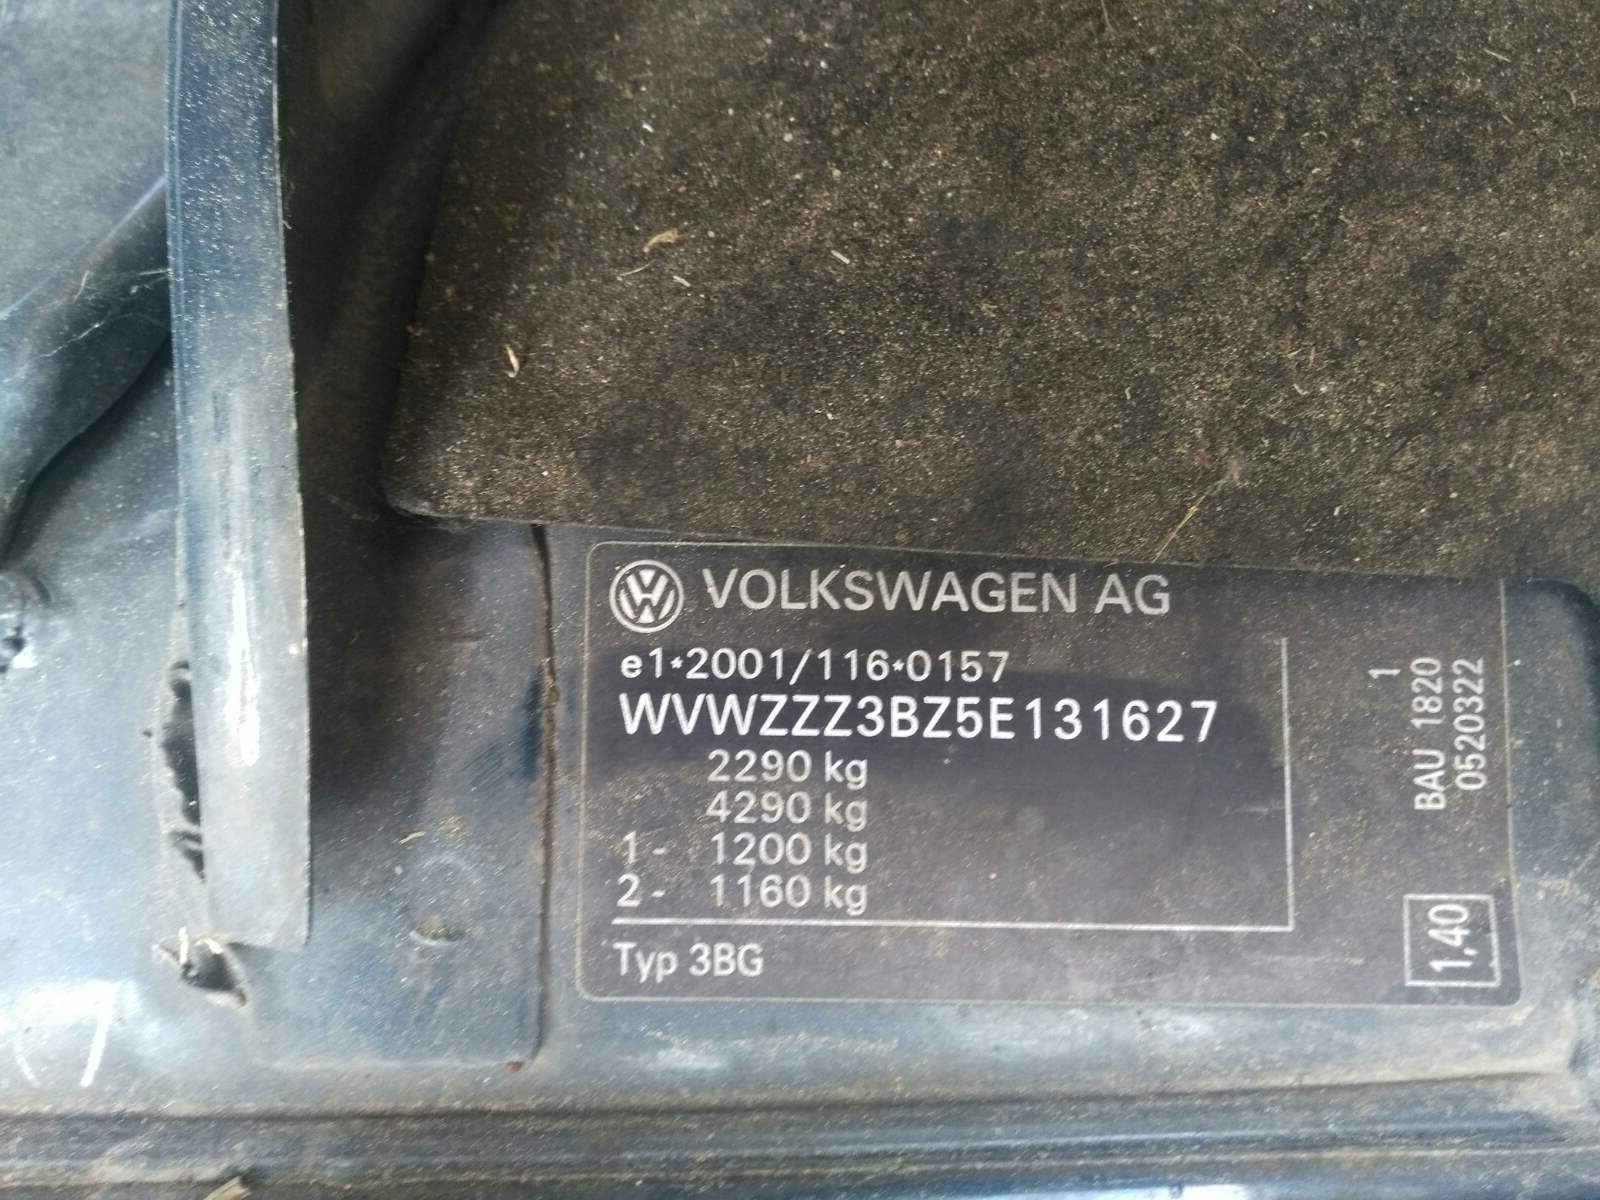 VOLKSWAGEN AG
e1*2001/116*0157
WVWZZZ3BZ5E131627
2290 kg
4290 kg
1- 1200 kg
2- 1160 kg
Typ 3BG
1
BAU 1820
0520322
1,40